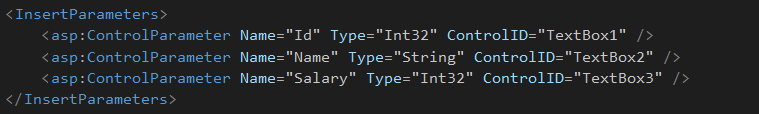 <InsertParameters>
<asp:ControlParameter Name="Id" Type="Int32" ControlID="TextBox1" />
<asp:ControlParameter Name="Name" Type="String" ControlID="TextBox2" />
<asp:ControlParameter Name="Salary" Type="Int32" ControlID="TextBox3" />
</InsertParameters>